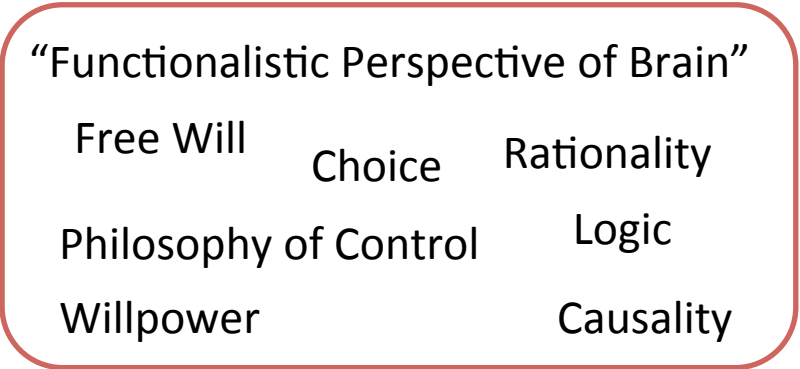 “Functionalistic Perspective of Brain”
Free Will
Choice
Rationality
Philosophy of Control
Logic
Willpower
Causality